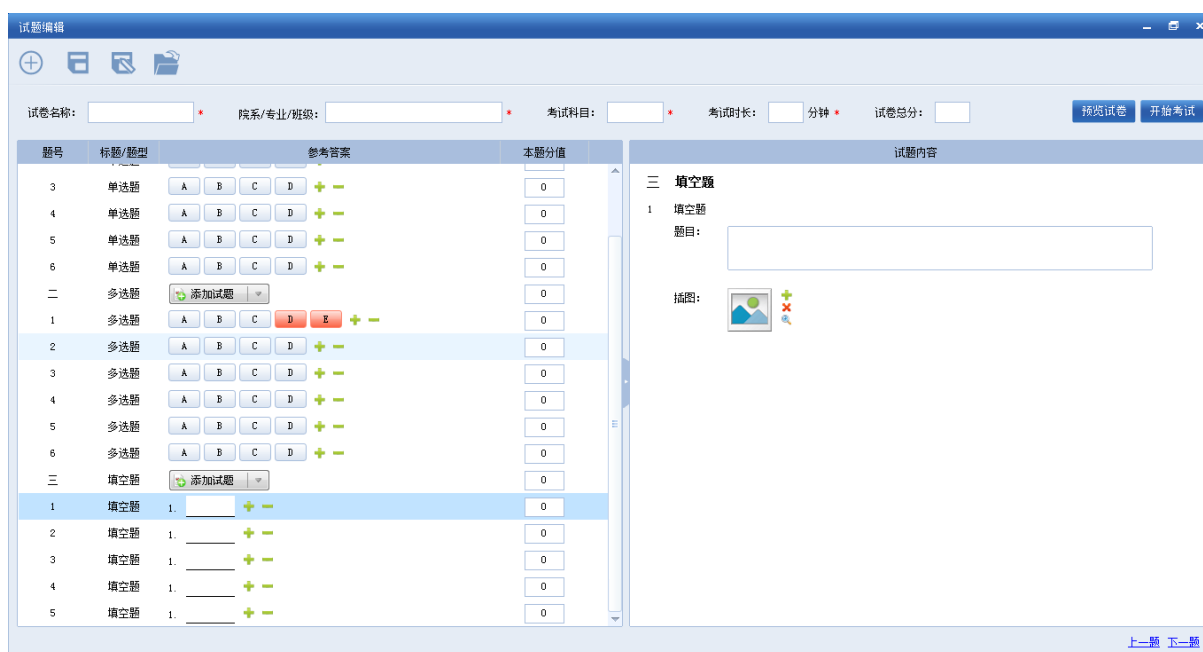 试题编辑
试卷名称: * 院系/专业/班级: * 考试科目: * 考试时长: 分钟 * 试卷总分: 预览试卷 开始考试
题号 标题/题型 参考答案 本题分值 试题内容
3 单选题 A B C D 0
4 单选题 A B C D 0
5 单选题 A B C D 0
6 单选题 A B C D 0
二 多选题 添加试题 0
1 多选题 A B C D E 0
2 多选题 A B C D 0
3 多选题 A B C D 0
4 多选题 A B C D 0
5 多选题 A B C D 0
6 多选题 A B C D 0
三 填空题 添加试题 0
1 填空题 1. 0
2 填空题 1. 0
3 填空题 1. 0
4 填空题 1. 0
5 填空题 1. 0
三 填空题
1 填空题
题目:
插图:
上一题 下一题